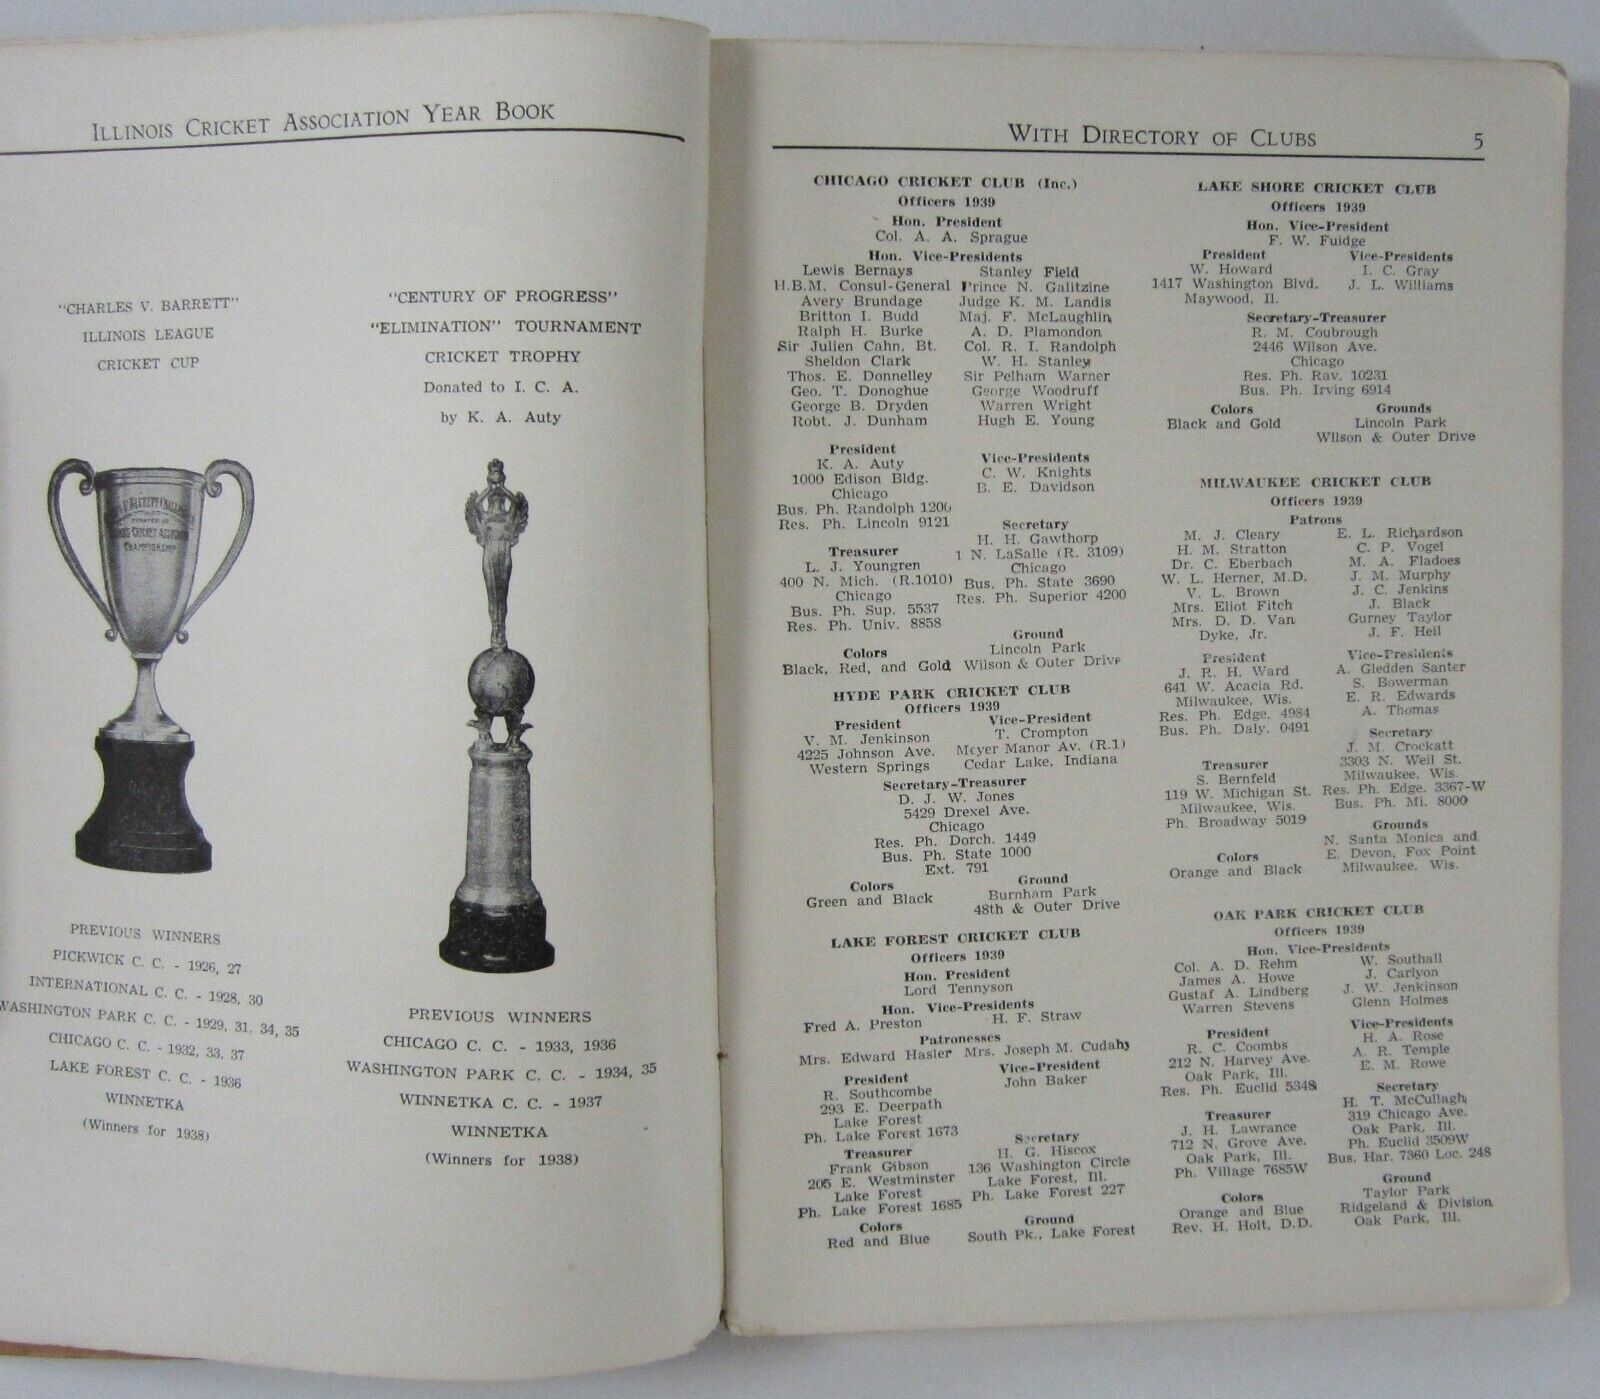 ILLINOIS CRICKET ASSOCIATION YEAR BOOK
"CHARLES V. BARRETT"
ILLINOIS LEAGUE
CRICKET CUP
CHAMPIONSHIP
PREVIOUS WINNERS
PICKWICK C. C. - 1926, 27
INTERNATIONAL C. C. - 1928, 30
WASHINGTON PARK C. C. - 1929, 31, 34, 35
CHICAGO C. C. - 1932, 33, 37
LAKE FOREST C. C. - 1936
WINNETKA
(Winners for 1938)
"CENTURY OF PROGRESS"
"ELIMINATION" TOURNAMENT
CRICKET TROPHY
Donated to I. C. A.
by K. A. Auty
PREVIOUS WINNERS
CHICAGO C. C. - 1933, 1936
WASHINGTON PARK C. C. - 1934, 35
WINNETKA C. C. - 1937
WINNETKA
(Winners for 1938)
WITH DIRECTORY OF CLUBS 5
CHICAGO CRICKET CLUB (Inc.)
Officers 1939
Hon. President
Col. A. A. Sprague
Hon. Vice-Presidents
Lewis Bernays
H.B.M. Consul-General
Avery Brundage
Britton I. Budd
Ralph H. Burke
Sir Julien Cahn, Bt.
Sheldon Clark
Thos. E. Donnelley
Geo. T. Donoghue
George B. Dryden
Robt. J. Dunham
Stanley Field
Prince N. Galitzine
Judge K. M. Landis
Maj. F. McLaughlin
A. D. Plamondon
Col. R. I. Randolph
W. H. Stanley
Sir Pelham Warner
George Woodruff
Warren Wright
Hugh E. Young
President
K. A. Auty
1000 Edison Bldg.
Chicago
Bus. Ph. Randolph 1200
Res. Ph. Lincoln 9121
Vice-Presidents
C. W. Knights
B. E. Davidson
Treasurer
L. J. Youngren
400 N. Mich. (R.1010)
Chicago
Bus. Ph. Sup. 5537
Res. Ph. Univ. 8858
Secretary
H. H. Gawthorp
1 N. LaSalle (R. 3109)
Chicago
Bus. Ph. State 3690
Res. Ph. Superior 4200
Colors
Black, Red, and Gold
Ground
Lincoln Park
Wilson & Outer Drive
HYDE PARK CRICKET CLUB
Officers 1939
President
V. M. Jenkinson
4225 Johnson Ave.
Western Springs
Vice-President
T. Crompton
Meyer Manor Av. (R.1)
Cedar Lake, Indiana
Secretary-Treasurer
D. J. W. Jones
5429 Drexel Ave.
Chicago
Res. Ph. Dorch. 1449
Bus. Ph. State 1000
Ext. 791
Colors
Green and Black
Ground
Burnham Park
48th & Outer Drive
LAKE FOREST CRICKET CLUB
Officers 1939
Hon. President
Lord Tennyson
Hon. Vice-Presidents
Fred A. Preston H. F. Straw
Patronesses
Mrs. Edward Hasler Mrs. Joseph M. Cudahy
President
R. Southcombe
293 E. Deerpath
Lake Forest
Ph. Lake Forest 1673
Vice-President
John Baker
Treasurer
Frank Gibson
205 E. Westminster
Lake Forest
Ph. Lake Forest 1685
Secretary
H. G. Hiscox
136 Washington Circle
Lake Forest, Ill.
Ph. Lake Forest 227
Colors
Red and Blue
Ground
South Pk., Lake Forest
LAKE SHORE CRICKET CLUB
Officers 1939
Hon. Vice-President
F. W. Fuidge
President
W. Howard
1417 Washington Blvd.
Maywood, Il.
Vice-Presidents
I. C. Gray
J. L. Williams
Secretary-Treasurer
R. M. Coubrough
2446 Wilson Ave.
Chicago
Res. Ph. Rav. 10231
Bus. Ph. Irving 6914
Colors
Black and Gold
Grounds
Lincoln Park
Wilson & Outer Drive
MILWAUKEE CRICKET CLUB
Officers 1939
Patrons
M. J. Cleary
H. M. Stratton
Dr. C. Eberbach
W. L. Herner, M.D.
V. L. Brown
Mrs. Eliot Fitch
Mrs. D. D. Van
Dyke, Jr.
E. L. Richardson
C. P. Vogel
M. A. Fladoes
J. M. Murphy
J. C. Jenkins
J. Black
Gurney Taylor
J. F. Heil
President
J. R. H. Ward
641 W. Acacia Rd.
Milwaukee, Wis.
Res. Ph. Edge. 4984
Bus. Ph. Daly. 0491
Vice-Presidents
A. Gledden Santer
S. Bowerman
E. R. Edwards
A. Thomas
Treasurer
S. Bernfeld
119 W. Michigan St.
Milwaukee, Wis.
Ph. Broadway 5019
Secretary
J. M. Crockatt
3303 N. Weil St.
Milwaukee, Wis.
Res. Ph. Edge. 3367-W
Bus. Ph. Mi. 8000
Colors
Orange and Black
Grounds
N. Santa Monica and
E. Devon, Fox Point
Milwaukee, Wis.
OAK PARK CRICKET CLUB
Officers 1939
Hon. Vice-Presidents
Col. A. D. Rehm
James A. Howe
Gustaf A. Lindberg
Warren Stevens
W. Southall
J. Carlyon
J. W. Jenkinson
Glenn Holmes
President
R. C. Coombs
212 N. Harvey Ave.
Oak Park, Ill.
Res. Ph. Euclid 5348
Vice-Presidents
H. A. Rose
A. R. Temple
E. M. Rowe
Treasurer
J. H. Lawrance
712 N. Grove Ave.
Oak Park, Ill.
Ph. Village 7685W
Secretary
H. T. McCullagh
319 Chicago Ave.
Oak Park, Ill.
Ph. Euclid 3509W
Bus. Har. 7360 Loc. 248
Colors
Orange and Blue
Rev. H. Holt, D.D.
Ground
Taylor Park
Ridgeland & Division
Oak Park, Ill.